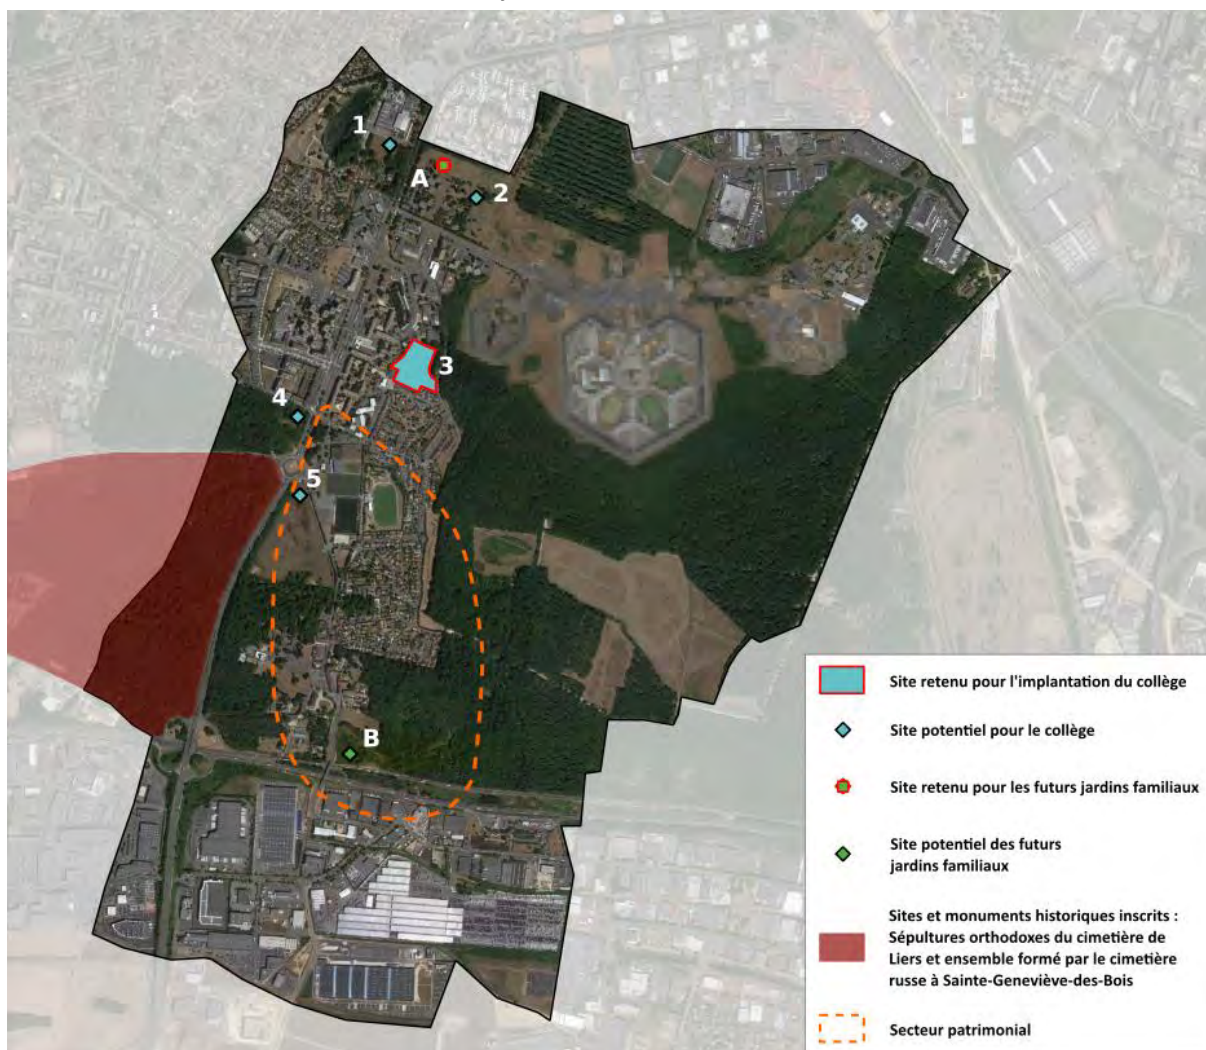 1
A
2
3
4
5
B
Site retenu pour l'implantation du collège
Site potentiel pour le collège
Site retenu pour les futurs jardins familiaux
Site potentiel des futurs
jardins familiaux
Sites et monuments historiques inscrits :
Sépultures orthodoxes du cimetière de
Liers et ensemble formé par le cimetière
russe à Sainte-Geneviève-des-Bois
Secteur patrimonial